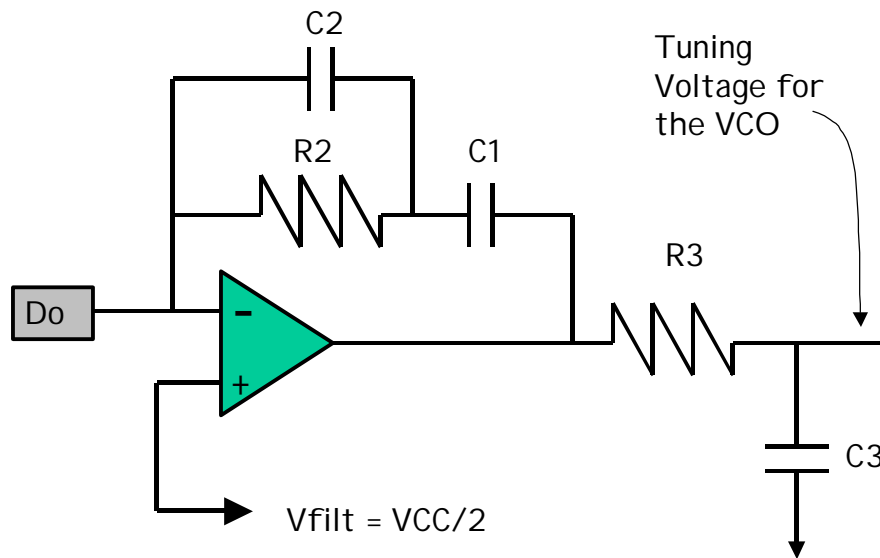 C2
Tuning
Voltage for
the VCO
R2
C1
R3
Do
-
+
C3
Vfilt = VCC/2